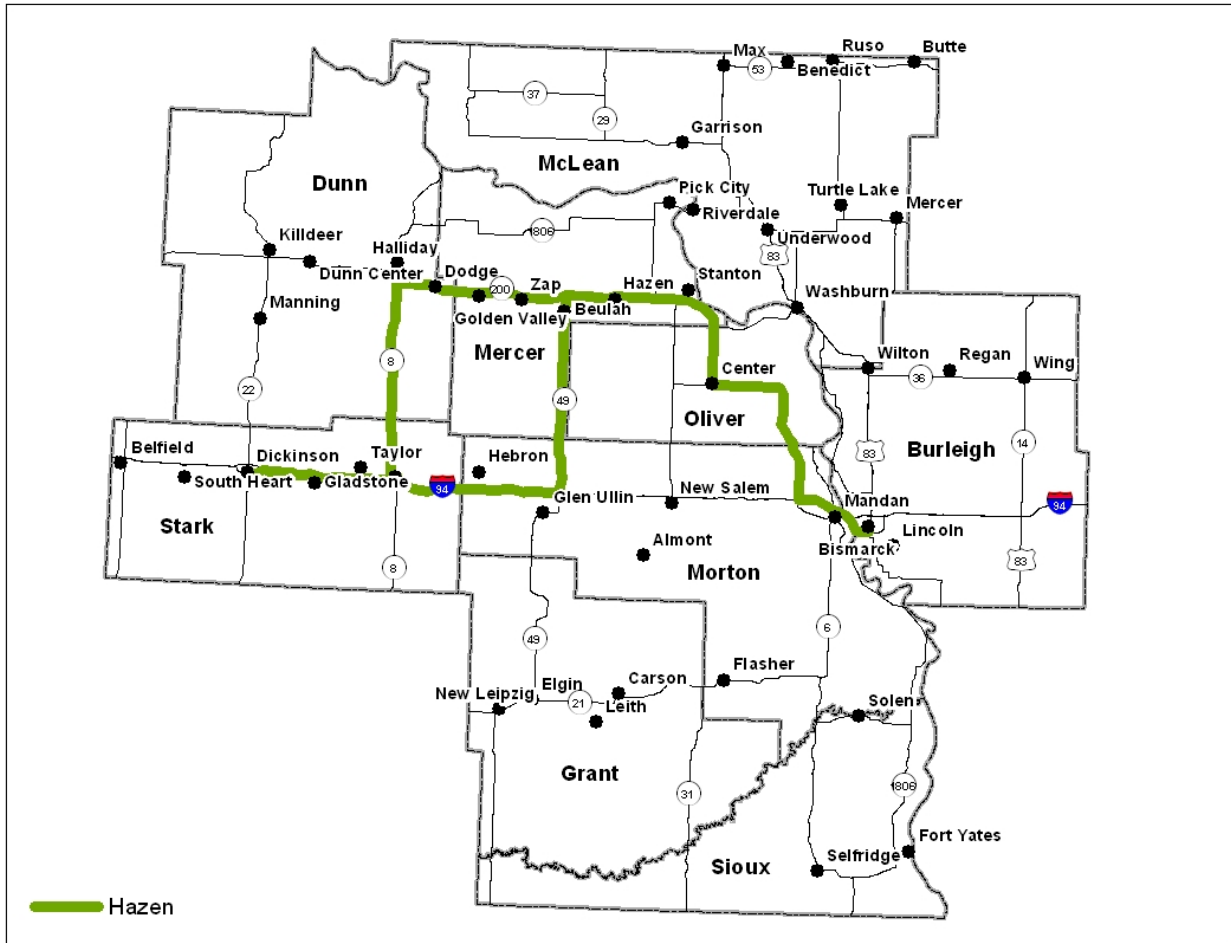 Max
Ruso
Butte
53
Benedict
37
29
Garrison
McLean
Dunn
Pick City
Turtle Lake
Mercer
Riverdale
1806
Killdeer
Halliday
Underwood
83
Dunn Center
Dodge
200
Zap
Hazen
Stanton
Manning
Golden Valley
Beulah
Washburn
Mercer
8
Wilton
Regan
Wing
36
Center
22
49
Oliver
14
Belfield
Dickinson
Taylor
83
Burleigh
Hebron
South Heart
Gladstone
94
Glen Ullin
New Salem
Mandan
94
Stark
Lincoln
Almont
Bismarck
83
8
Morton
6
49
New Leipzig
Elgin
21
Carson
Leith
Flasher
Solen
Grant
31
1806
Sioux
Selfridge
Fort Yates
Hazen